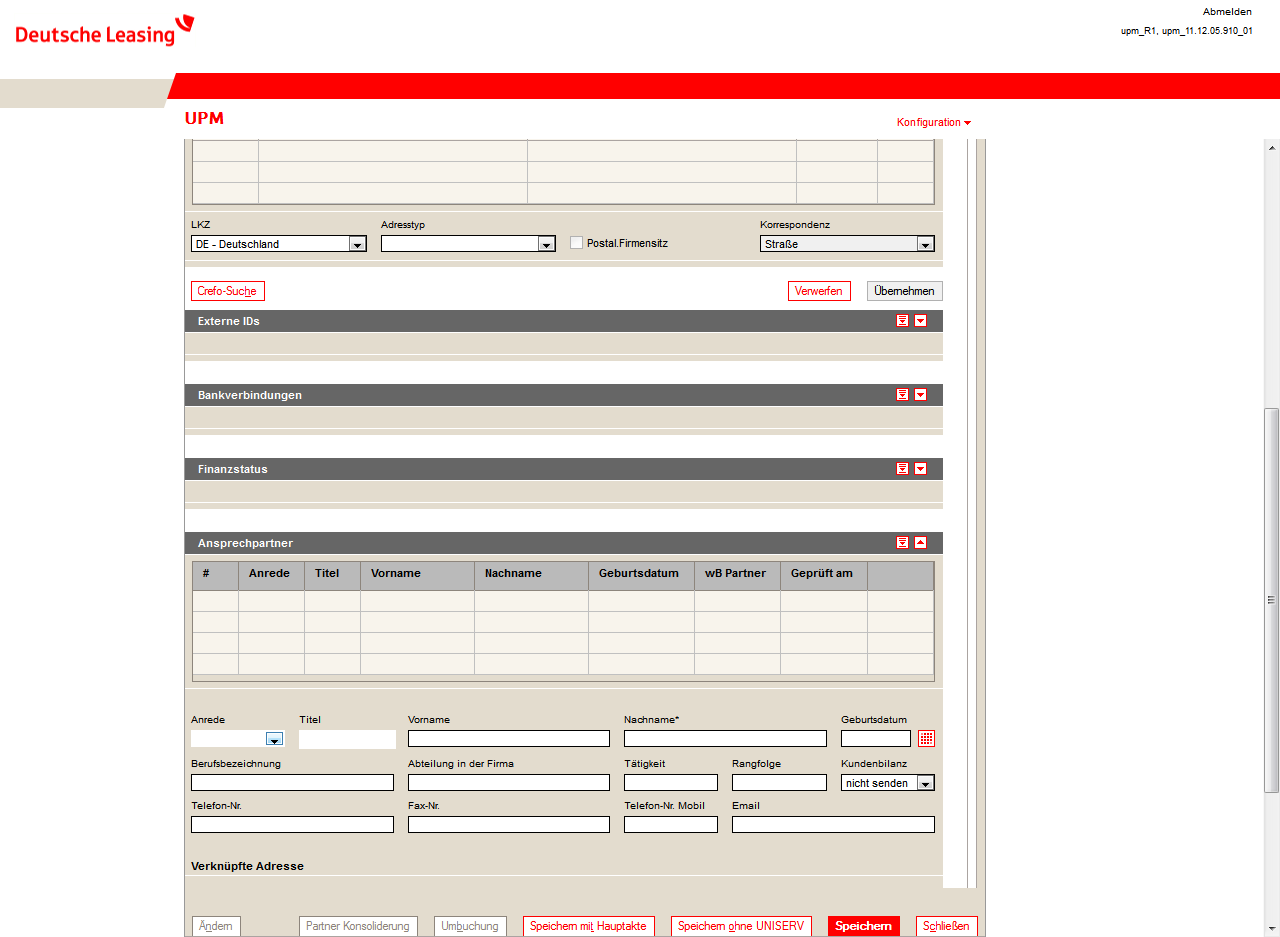 Deutsche Leasing
Abmelden
upm_R1, upm_11.12.05.910_01
UPM
Konfiguration
LKZ Adresstyp Korrespondenz
DE - Deutschland Postal.Firmensitz Straße
Crefo-Suche Verwerfen Übernehmen
Externe IDs
Bankverbindungen
Finanzstatus
Ansprechpartner
# Anrede Titel Vorname Nachname Geburtsdatum wB Partner Geprüft am
Anrede Titel Vorname Nachname* Geburtsdatum
Berufsbezeichnung Abteilung in der Firma Tätigkeit Rangfolge Kundenbilanz
nicht senden
Telefon-Nr. Fax-Nr. Telefon-Nr. Mobil Email
Verknüpfte Adresse
Ändern Partner Konsolidierung Umbuchung Speichern mit Hauptakte Speichern ohne UNISERV Speichern Schließen